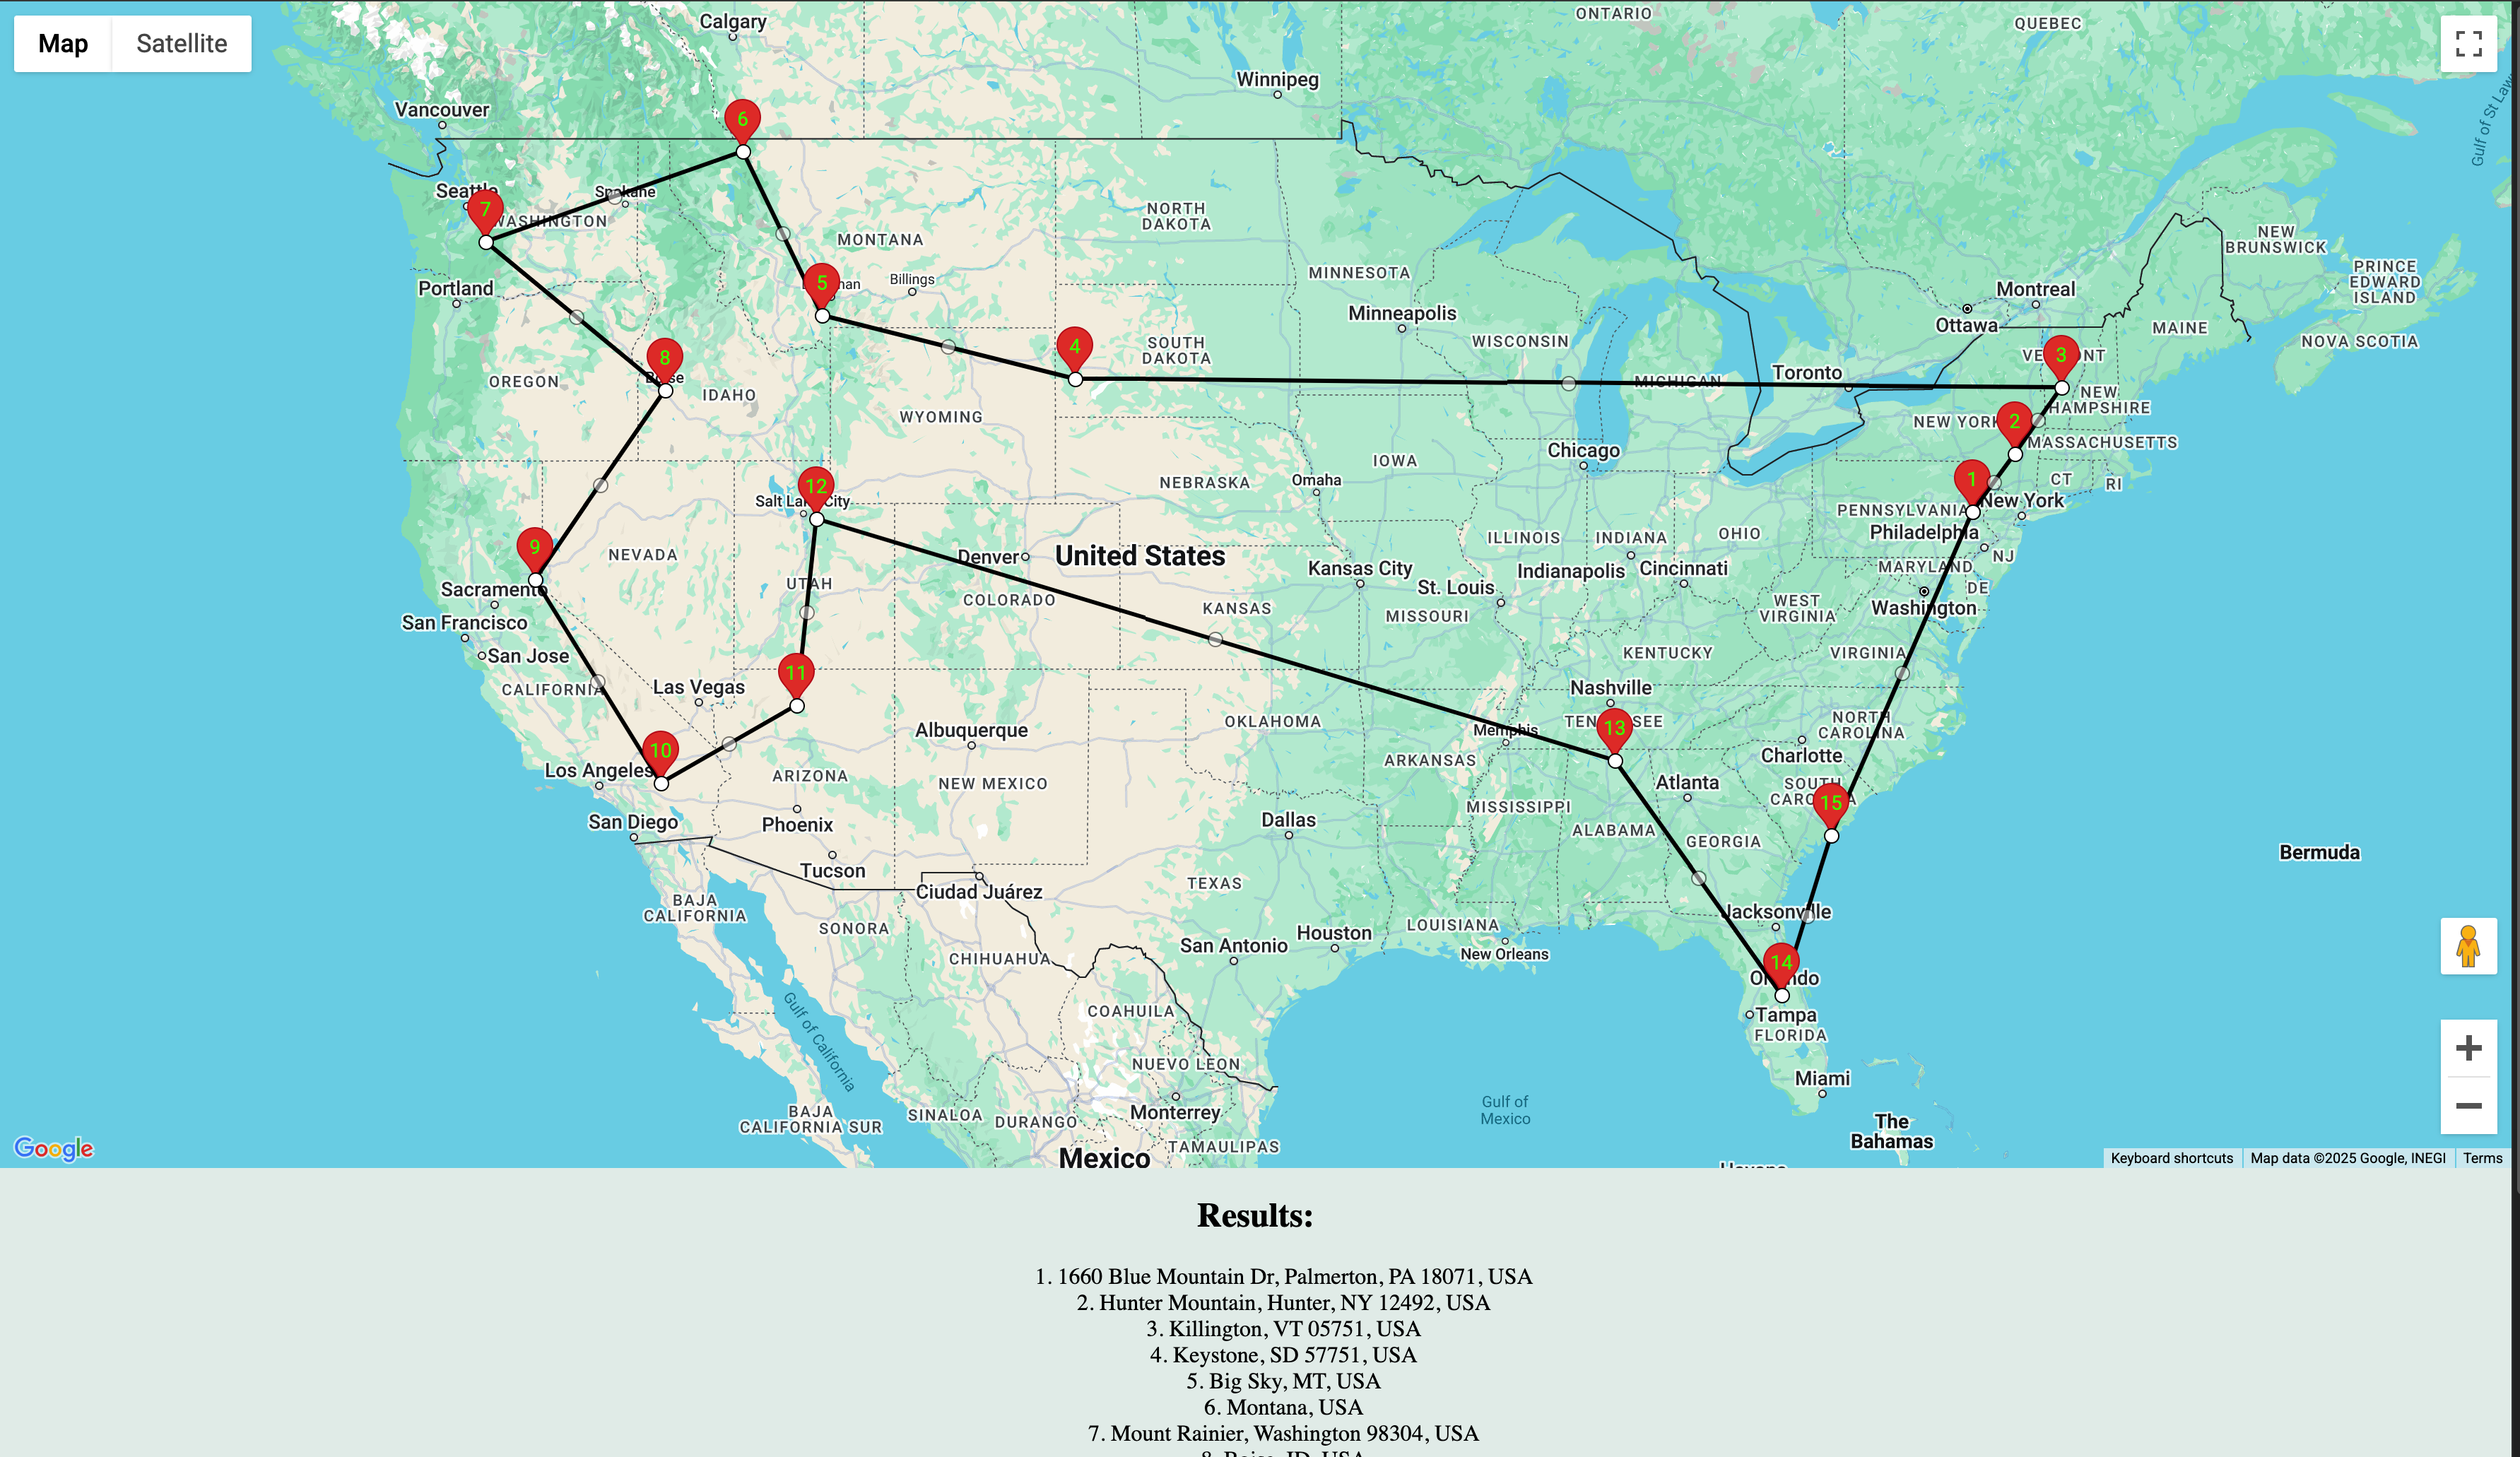 Map
Satellite
Calgary
ONTARIO
QUEBEC
Winnipeg
Vancouver
6
Gulf of St Law
Seattle
Spokane
7
WASHINGTON
NORTH
DAKOTA
MONTANA
NEW
BRUNSWICK
PRINCE
EDWARD
ISLAND
MINNESOTA
Billings
5
Portland
Montreal
Minneapolis
Ottawa
MAINE
NOVA SCOTIA
WISCONSIN
SOUTH
DAKOTA
4
3
VERMONT
8
Boise
Toronto
MICHIGAN
OREGON
IDAHO
NEW
HAMPSHIRE
WYOMING
NEW YORK
2
MASSACHUSETTS
Chicago
IOWA
CT
RI
1
NEBRASKA
Omaha
12
Salt Lake City
New York
PENNSYLVANIA
Philadelphia
9
NEVADA
Denver
United States
ILLINOIS
INDIANA
OHIO
NJ
MARYLAND
Kansas City
Indianapolis
Cincinnati
UTAH
Sacramento
St. Louis
DE
COLORADO
KANSAS
MISSOURI
WEST
VIRGINIA
Washington
San Francisco
San Jose
KENTUCKY
VIRGINIA
11
CALIFORNIA
Las Vegas
Nashville
Albuquerque
OKLAHOMA
Memphis
TENNESSEE
13
NORTH
CAROLINA
10
Los Angeles
ARIZONA
NEW MEXICO
ARKANSAS
Charlotte
Atlanta
SOUTH
CAROLINA
15
MISSISSIPPI
San Diego
Phoenix
Dallas
ALABAMA
GEORGIA
Bermuda
Tucson
Ciudad Juárez
TEXAS
BAJA
CALIFORNIA
SONORA
Jacksonville
LOUISIANA
Houston
San Antonio
New Orleans
CHIHUAHUA
14
Orlando
Tampa
FLORIDA
COAHUILA
Gulf of California
NUEVO LEON
Miami
Gulf of
Mexico
BAJA
CALIFORNIA SUR
SINALOA
DURANGO
Monterrey
The
Bahamas
TAMAULIPAS
Mexico
Google
Keyboard shortcuts
Map data ©2025 Google, INEGI
Terms
Results:
1. 1660 Blue Mountain Dr, Palmerton, PA 18071, USA
2. Hunter Mountain, Hunter, NY 12492, USA
3. Killington, VT 05751, USA
4. Keystone, SD 57751, USA
5. Big Sky, MT, USA
6. Montana, USA
7. Mount Rainier, Washington 98304, USA
8. Boise, ID, USA